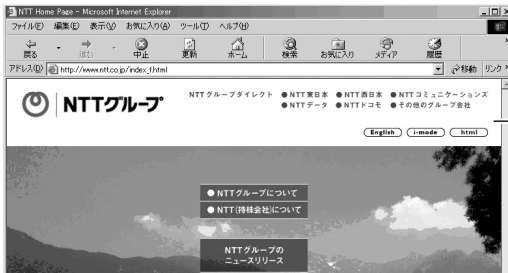 NTT Home Page - Microsoft Internet Explorer
ファイル(F) 編集(E) 表示(V) お気に入り(A) ツール(T) ヘルプ(H)
戻る 進む 中止 更新 ホーム 検索 お気に入り メディア 履歴
アドレス(D) http://www.ntt.co.jp/index_f.html 移動 リンク
NTTグループ
NTTグループダイレクト ●NTT東日本 ●NTT西日本 ●NTTコミュニケーションズ
●NTTデータ ●NTTドコモ ●その他のグループ会社
English i-mode html
●NTTグループについて
●NTT(持株会社)について
NTTグループの
ニュースリリース